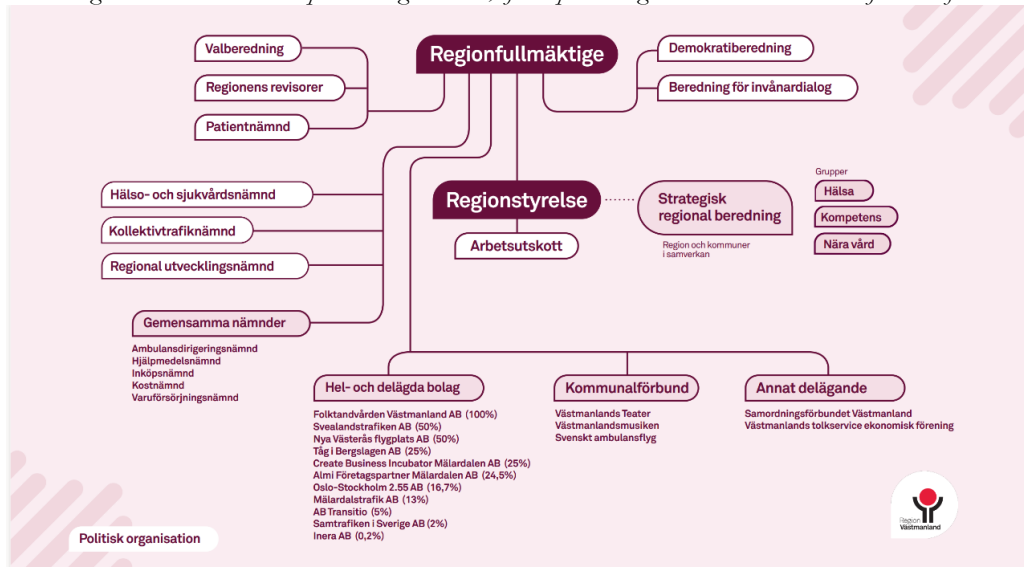 Regionfullmäktige
Valberedning
Regionens revisorer
Patientnämnd
Demokratiberedning
Beredning för invånardialog
Hälso- och sjukvårdsnämnd
Kollektivtrafiknämnd
Regional utvecklingsnämnd
Regionstyrelse
Arbetsutskott
Strategisk
regional beredning
Region och kommuner
i samverkan
Grupper
Hälsa
Kompetens
Nära vård
Gemensamma nämnder
Ambulansdirigeringsnämnd
Hjälpmedelsnämnd
Inköpsnämnd
Kostnämnd
Varuförsörjningsnämnd
Hel- och delägda bolag
Folktandvården Västmanland AB (100%)
Svealandstrafiken AB (50%)
Nya Västerås flygplats AB (50%)
Tåg i Bergslagen AB (25%)
Create Business Incubator Mälardalen AB (25%)
Almi Företagspartner Mälardalen AB (24,5%)
Oslo-Stockholm 2.55 AB (16,7%)
Mälardalstrafik AB (13%)
AB Transitio (5%)
Samtrafiken i Sverige AB (2%)
Inera AB (0,2%)
Kommunalförbund
Västmanlands Teater
Västmanlandsmusiken
Svenskt ambulansflyg
Annat delägande
Samordningsförbundet Västmanland
Västmanlands tolkservice ekonomisk förening
Politisk organisation
Region
Västmanland